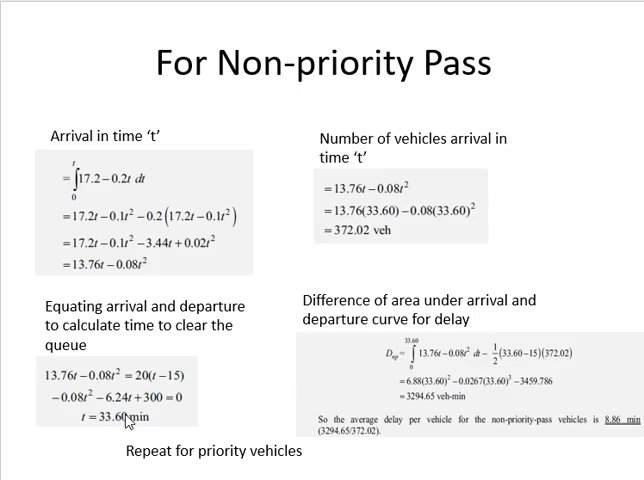 For Non-priority Pass
Arrival in time ‘t’
= ∫₀ᵗ 17.2 – 0.2t dt
= 17.2t – 0.1t² – 0.2(17.2t – 0.1t²)
= 17.2t – 0.1t² – 3.44t + 0.02t²
= 13.76t – 0.08t²
Number of vehicles arrival in
time ‘t’
= 13.76t – 0.08t²
= 13.76(33.60) – 0.08(33.60)²
= 372.02 veh
Equating arrival and departure
to calculate time to clear the
queue
13.76t – 0.08t² = 20(t – 15)
–0.08t² – 6.24t + 300 = 0
t = 33.60 min
Difference of area under arrival and
departure curve for delay
Dₙₚ = ∫₀³³·⁶⁰ 13.76t – 0.08t² dt – ½(33.60 – 15)(372.02)
= 6.88(33.60)² – 0.0267(33.60)³ – 3459.786
= 3294.65 veh-min
So the average delay per vehicle for the non-priority-pass vehicles is 8.86 min
(3294.65/372.02).
Repeat for priority vehicles